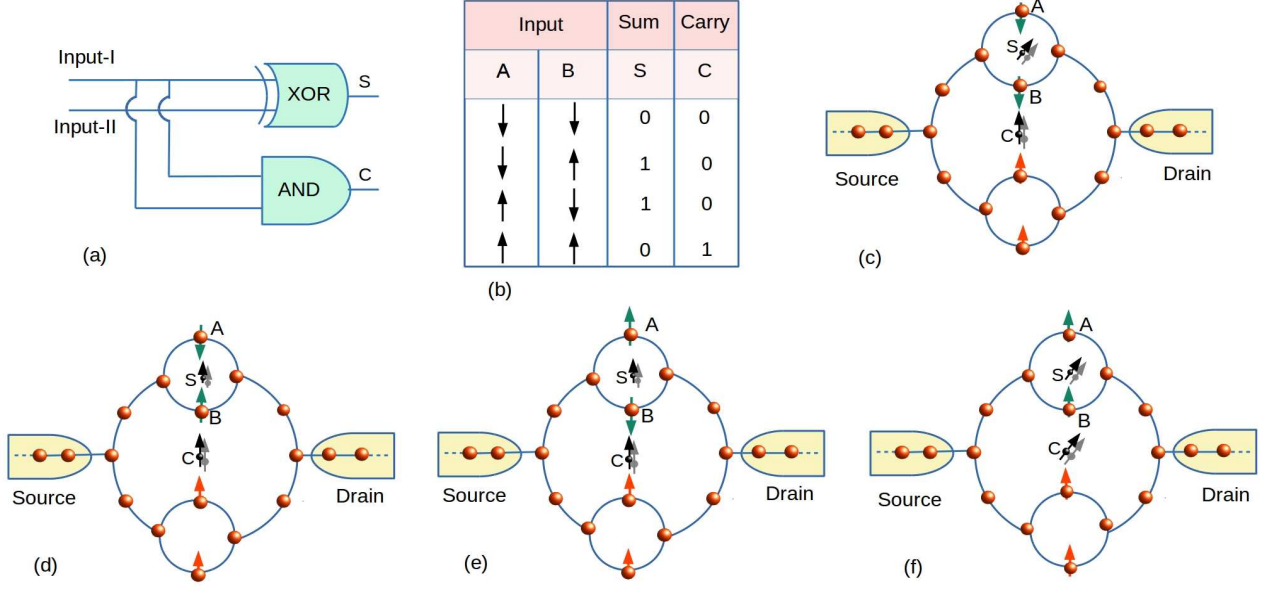 (a)
Input-I
Input-II
XOR
S
AND
C
Input Sum Carry
A B S C
0 0
1 0
1 0
0 1
(b)
A
S
B
C
Source
Drain
(c)
A
S
B
C
Source
Drain
(d)
A
S
B
C
Source
Drain
(e)
A
S
B
C
Source
Drain
(f)